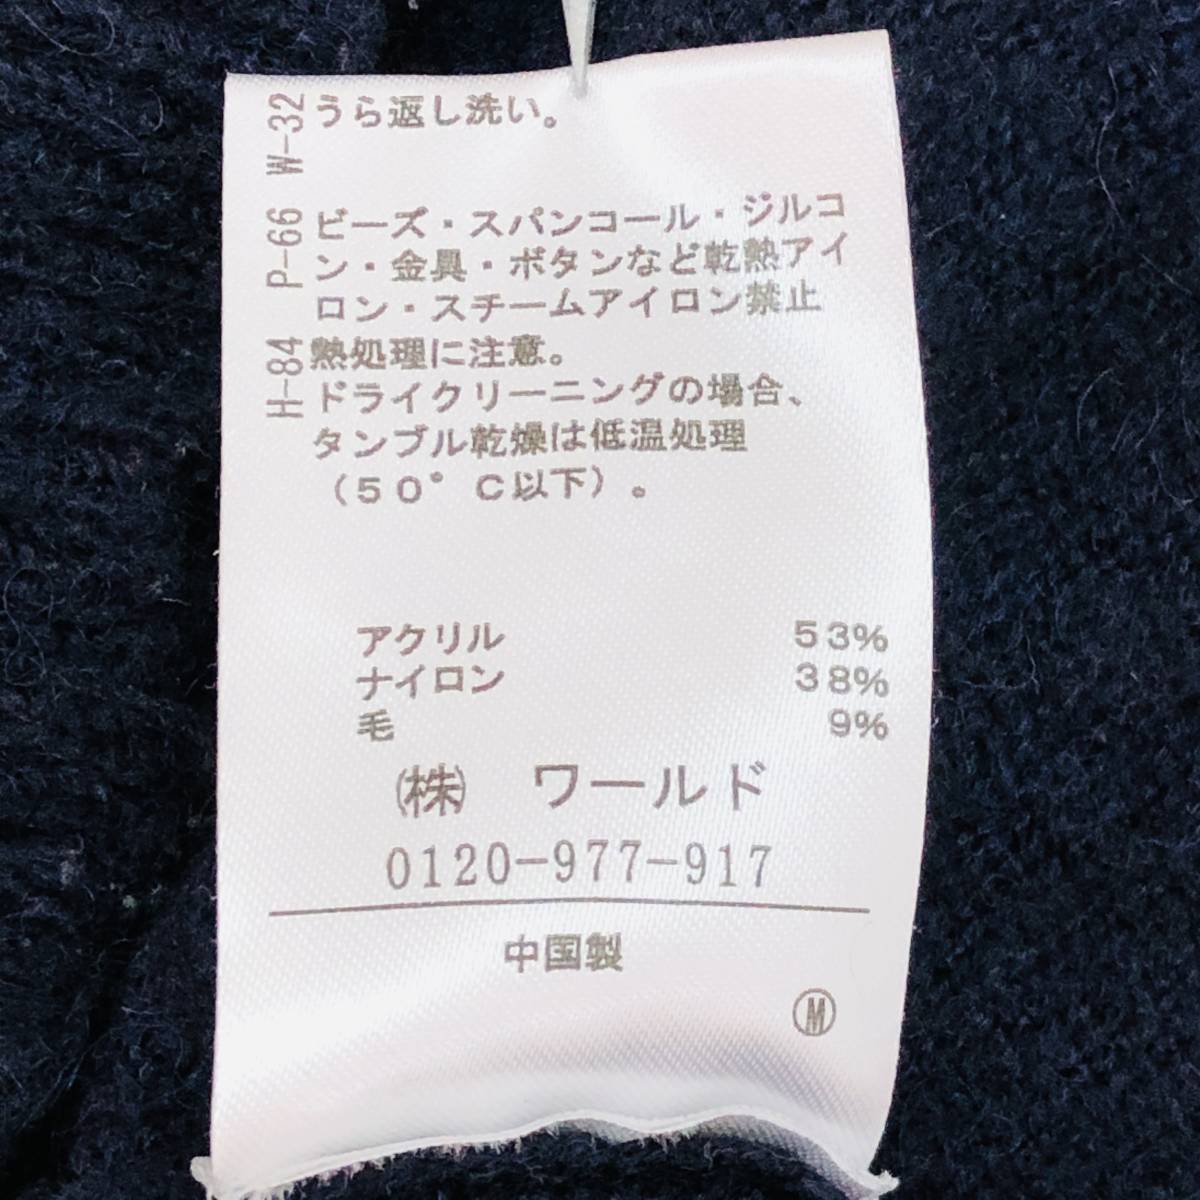 W-32 うら返し洗い。
P-66 ビーズ・スパンコール・ジルコ
ン・金具・ボタンなど乾熱アイ
ロン・スチームアイロン禁止
H-84 熱処理に注意。
ドライクリーニングの場合、
タンブル乾燥は低温処理
（50°C以下）。
アクリル 53%
ナイロン 38%
毛 9%
㈱ ワールド
0120-977-917
中国製
Ⓜ